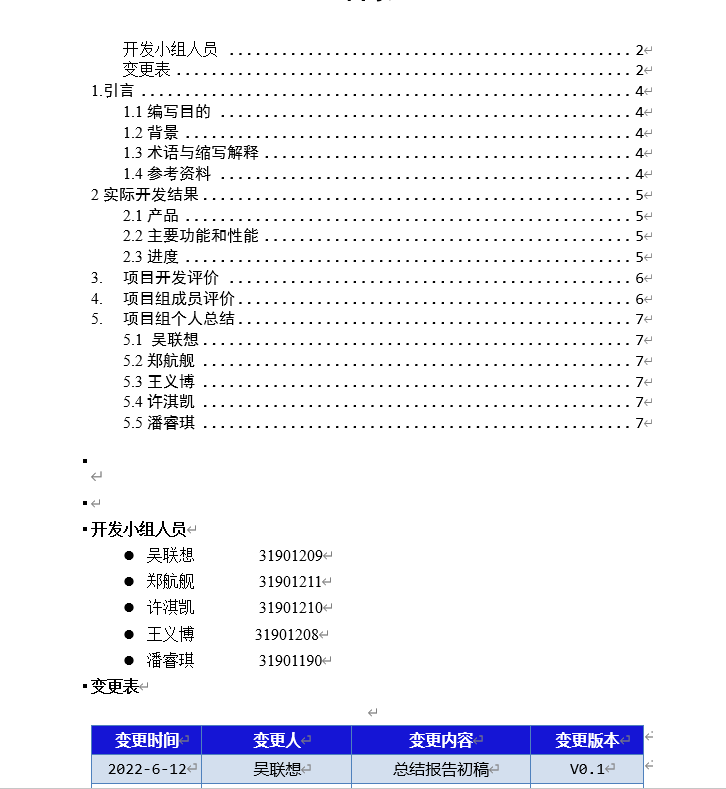 开发小组人员 ........ 2
变更表 ........ 2
1.引言 ........ 4
1.1 编写目的 ........ 4
1.2 背景 ........ 4
1.3 术语与缩写解释 ........ 4
1.4 参考资料 ........ 4
2 实际开发结果 ........ 5
2.1 产品 ........ 5
2.2 主要功能和性能 ........ 5
2.3 进度 ........ 5
3. 项目开发评价 ........ 6
4. 项目组成员评价 ........ 6
5. 项目组个人总结 ........ 7
5.1 吴联想 ........ 7
5.2 郑航舰 ........ 7
5.3 王义博 ........ 7
5.4 许淇凯 ........ 7
5.5 潘睿琪 ........ 7
开发小组人员
● 吴联想 31901209
● 郑航舰 31901211
● 许淇凯 31901210
● 王义博 31901208
● 潘睿琪 31901190
变更表
变更时间 变更人 变更内容 变更版本
2022-6-12 吴联想 总结报告初稿 V0.1